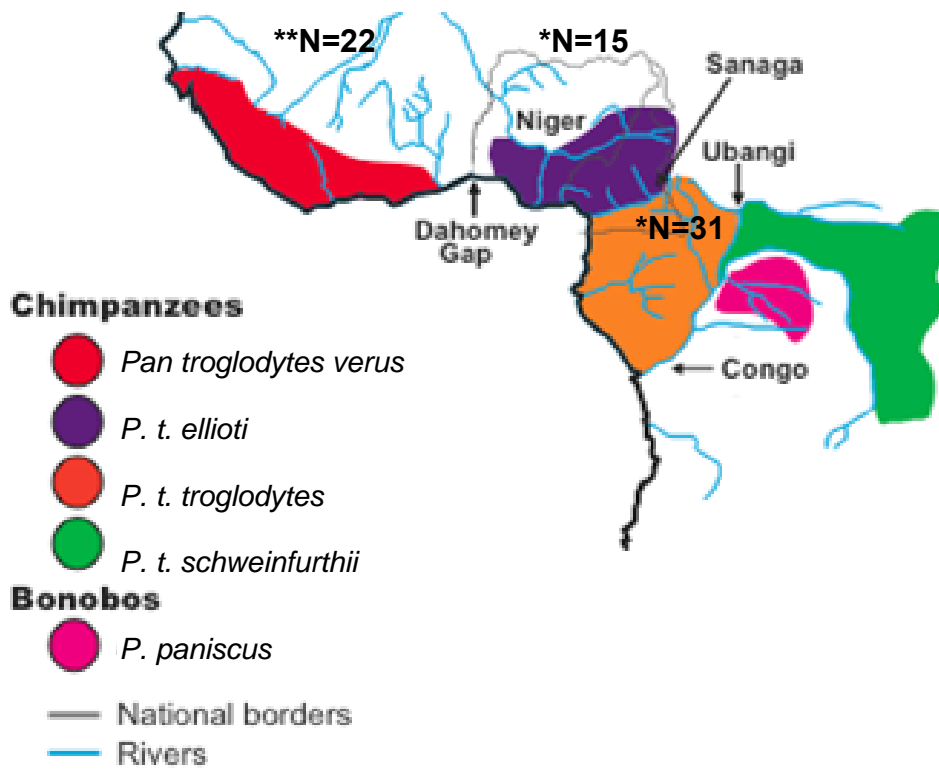 **N=22
*N=15
Sanaga
Niger
Ubangi
Dahomey
Gap
*N=31
Congo
Chimpanzees
Pan troglodytes verus
P. t. ellioti
P. t. troglodytes
P. t. schweinfurthii
Bonobos
P. paniscus
National borders
Rivers